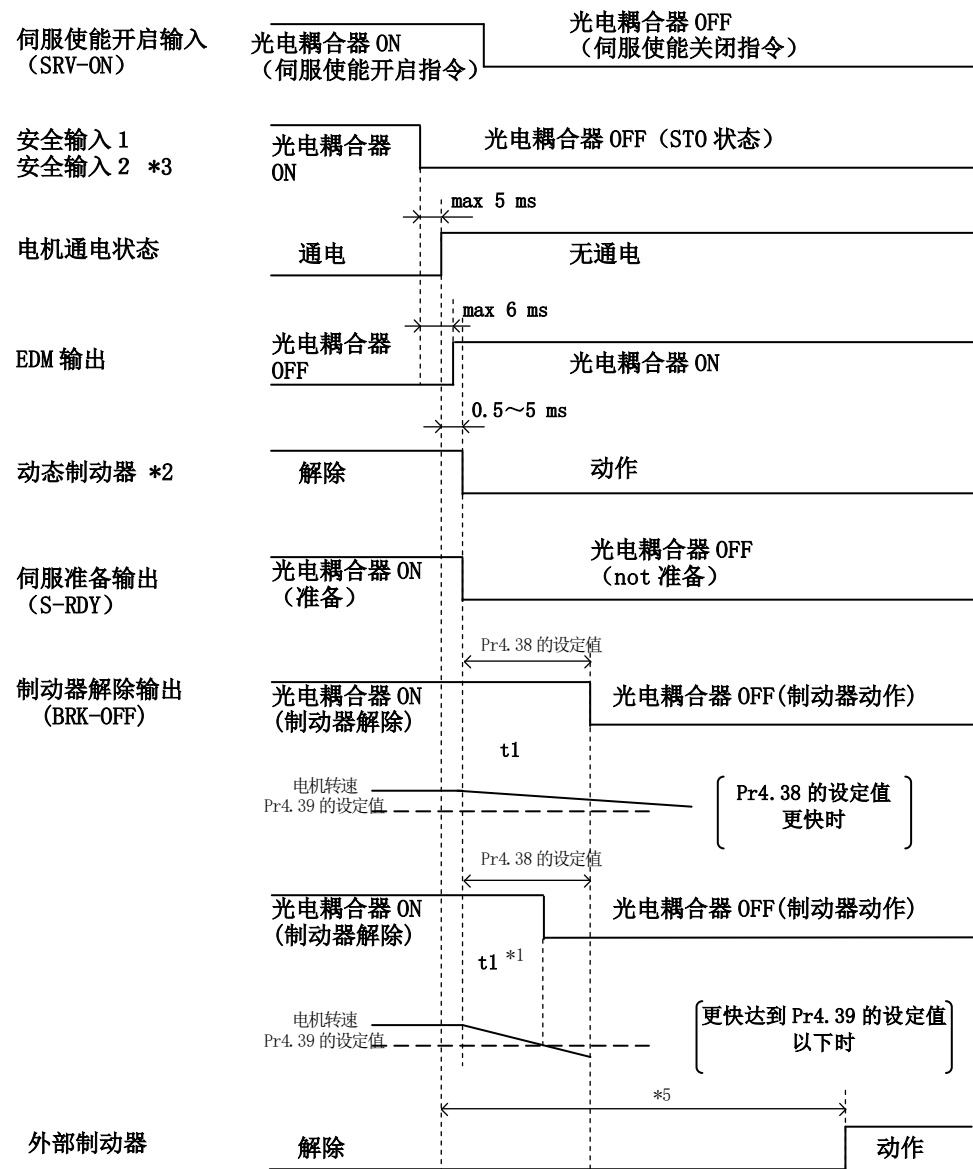 伺服使能开启输入
（SRV-ON）
光电耦合器 ON
（伺服使能开启指令）
光电耦合器 OFF
（伺服使能关闭指令）
安全输入 1
安全输入 2 *3
光电耦合器
ON
光电耦合器 OFF（STO 状态）
max 5 ms
电机通电状态
通电
无通电
max 6 ms
EDM 输出
光电耦合器
OFF
光电耦合器 ON
0.5～5 ms
动态制动器 *2
解除
动作
伺服准备输出
（S-RDY）
光电耦合器 ON
（准备）
光电耦合器 OFF
（not 准备）
Pr4.38 的设定值
制动器解除输出
(BRK-OFF)
光电耦合器 ON
(制动器解除)
光电耦合器 OFF(制动器动作)
t1
电机转速
Pr4.39 的设定值
Pr4.38 的设定值
更快时
Pr4.38 的设定值
光电耦合器 ON
(制动器解除)
光电耦合器 OFF(制动器动作)
t1 *1
电机转速
Pr4.39 的设定值
更快达到 Pr4.39 的设定值
以下时
*5
外部制动器
解除
动作